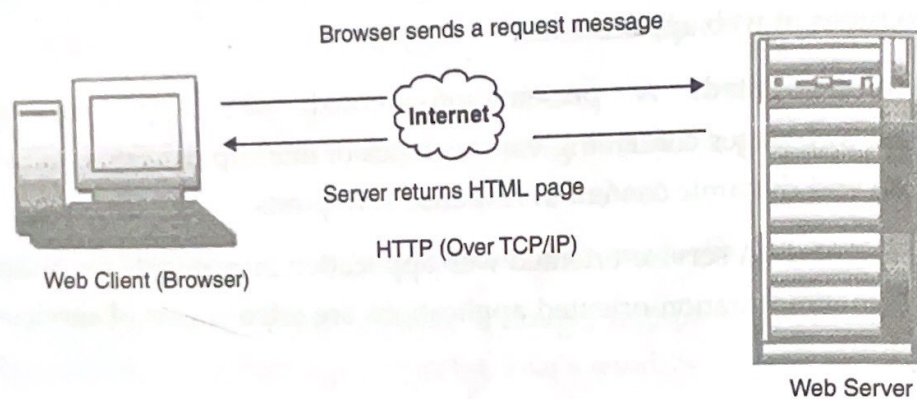 Browser sends a request message
Internet
Server returns HTML page
HTTP (Over TCP/IP)
Web Client (Browser)
Web Server